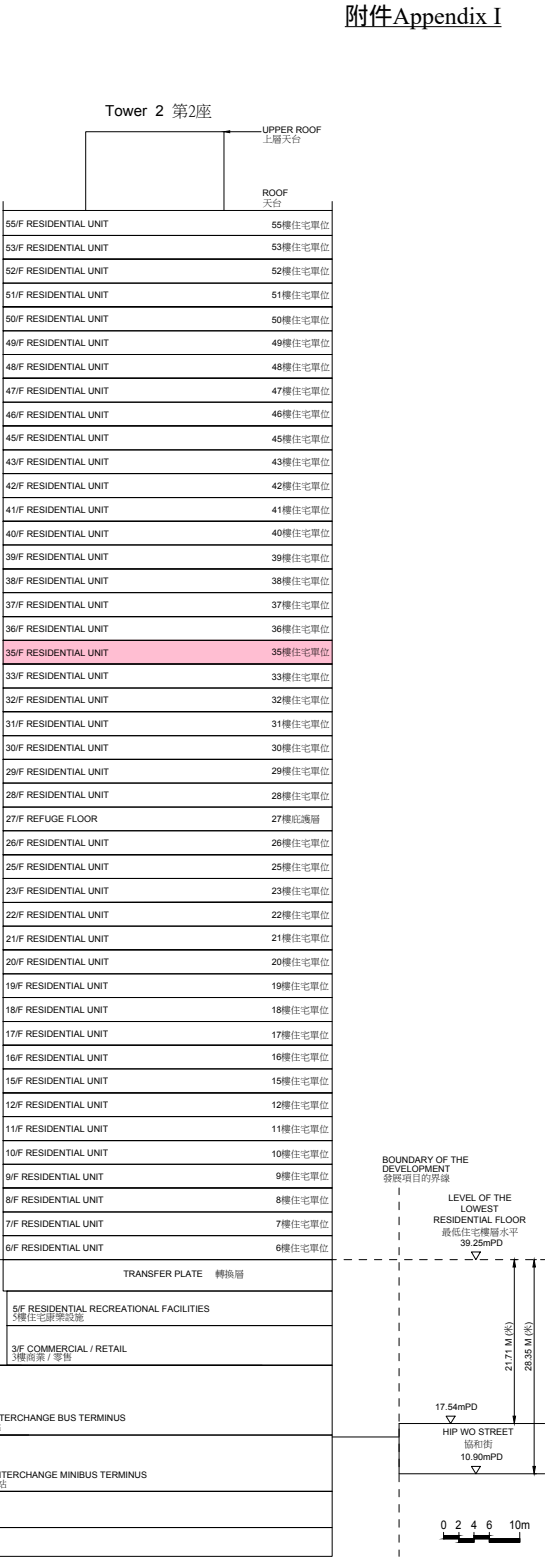 附件Appendix I
Tower 2 第2座
UPPER ROOF
上層天台
ROOF
天台
55/F RESIDENTIAL UNIT 55樓住宅單位
53/F RESIDENTIAL UNIT 53樓住宅單位
52/F RESIDENTIAL UNIT 52樓住宅單位
51/F RESIDENTIAL UNIT 51樓住宅單位
50/F RESIDENTIAL UNIT 50樓住宅單位
49/F RESIDENTIAL UNIT 49樓住宅單位
48/F RESIDENTIAL UNIT 48樓住宅單位
47/F RESIDENTIAL UNIT 47樓住宅單位
46/F RESIDENTIAL UNIT 46樓住宅單位
45/F RESIDENTIAL UNIT 45樓住宅單位
43/F RESIDENTIAL UNIT 43樓住宅單位
42/F RESIDENTIAL UNIT 42樓住宅單位
41/F RESIDENTIAL UNIT 41樓住宅單位
40/F RESIDENTIAL UNIT 40樓住宅單位
39/F RESIDENTIAL UNIT 39樓住宅單位
38/F RESIDENTIAL UNIT 38樓住宅單位
37/F RESIDENTIAL UNIT 37樓住宅單位
36/F RESIDENTIAL UNIT 36樓住宅單位
35/F RESIDENTIAL UNIT 35樓住宅單位
33/F RESIDENTIAL UNIT 33樓住宅單位
32/F RESIDENTIAL UNIT 32樓住宅單位
31/F RESIDENTIAL UNIT 31樓住宅單位
30/F RESIDENTIAL UNIT 30樓住宅單位
29/F RESIDENTIAL UNIT 29樓住宅單位
28/F RESIDENTIAL UNIT 28樓住宅單位
27/F REFUGE FLOOR 27樓庇護層
26/F RESIDENTIAL UNIT 26樓住宅單位
25/F RESIDENTIAL UNIT 25樓住宅單位
23/F RESIDENTIAL UNIT 23樓住宅單位
22/F RESIDENTIAL UNIT 22樓住宅單位
21/F RESIDENTIAL UNIT 21樓住宅單位
20/F RESIDENTIAL UNIT 20樓住宅單位
19/F RESIDENTIAL UNIT 19樓住宅單位
18/F RESIDENTIAL UNIT 18樓住宅單位
17/F RESIDENTIAL UNIT 17樓住宅單位
16/F RESIDENTIAL UNIT 16樓住宅單位
15/F RESIDENTIAL UNIT 15樓住宅單位
12/F RESIDENTIAL UNIT 12樓住宅單位
11/F RESIDENTIAL UNIT 11樓住宅單位
10/F RESIDENTIAL UNIT 10樓住宅單位
9/F RESIDENTIAL UNIT 9樓住宅單位
8/F RESIDENTIAL UNIT 8樓住宅單位
7/F RESIDENTIAL UNIT 7樓住宅單位
6/F RESIDENTIAL UNIT 6樓住宅單位
BOUNDARY OF THE
DEVELOPMENT
發展項目的界線
LEVEL OF THE
LOWEST
RESIDENTIAL FLOOR
最低住宅樓層水平
39.25mPD
TRANSFER PLATE 轉換層
5/F RESIDENTIAL RECREATIONAL FACILITIES
5樓住宅康樂設施
3/F COMMERCIAL / RETAIL
3樓商業 / 零售
21.71 M (米)
28.35 M (米)
TERCHANGE BUS TERMINUS
17.54mPD
HIP WO STREET
協和街
10.90mPD
NTERCHANGE MINIBUS TERMINUS
站
0 2 4 6 10m